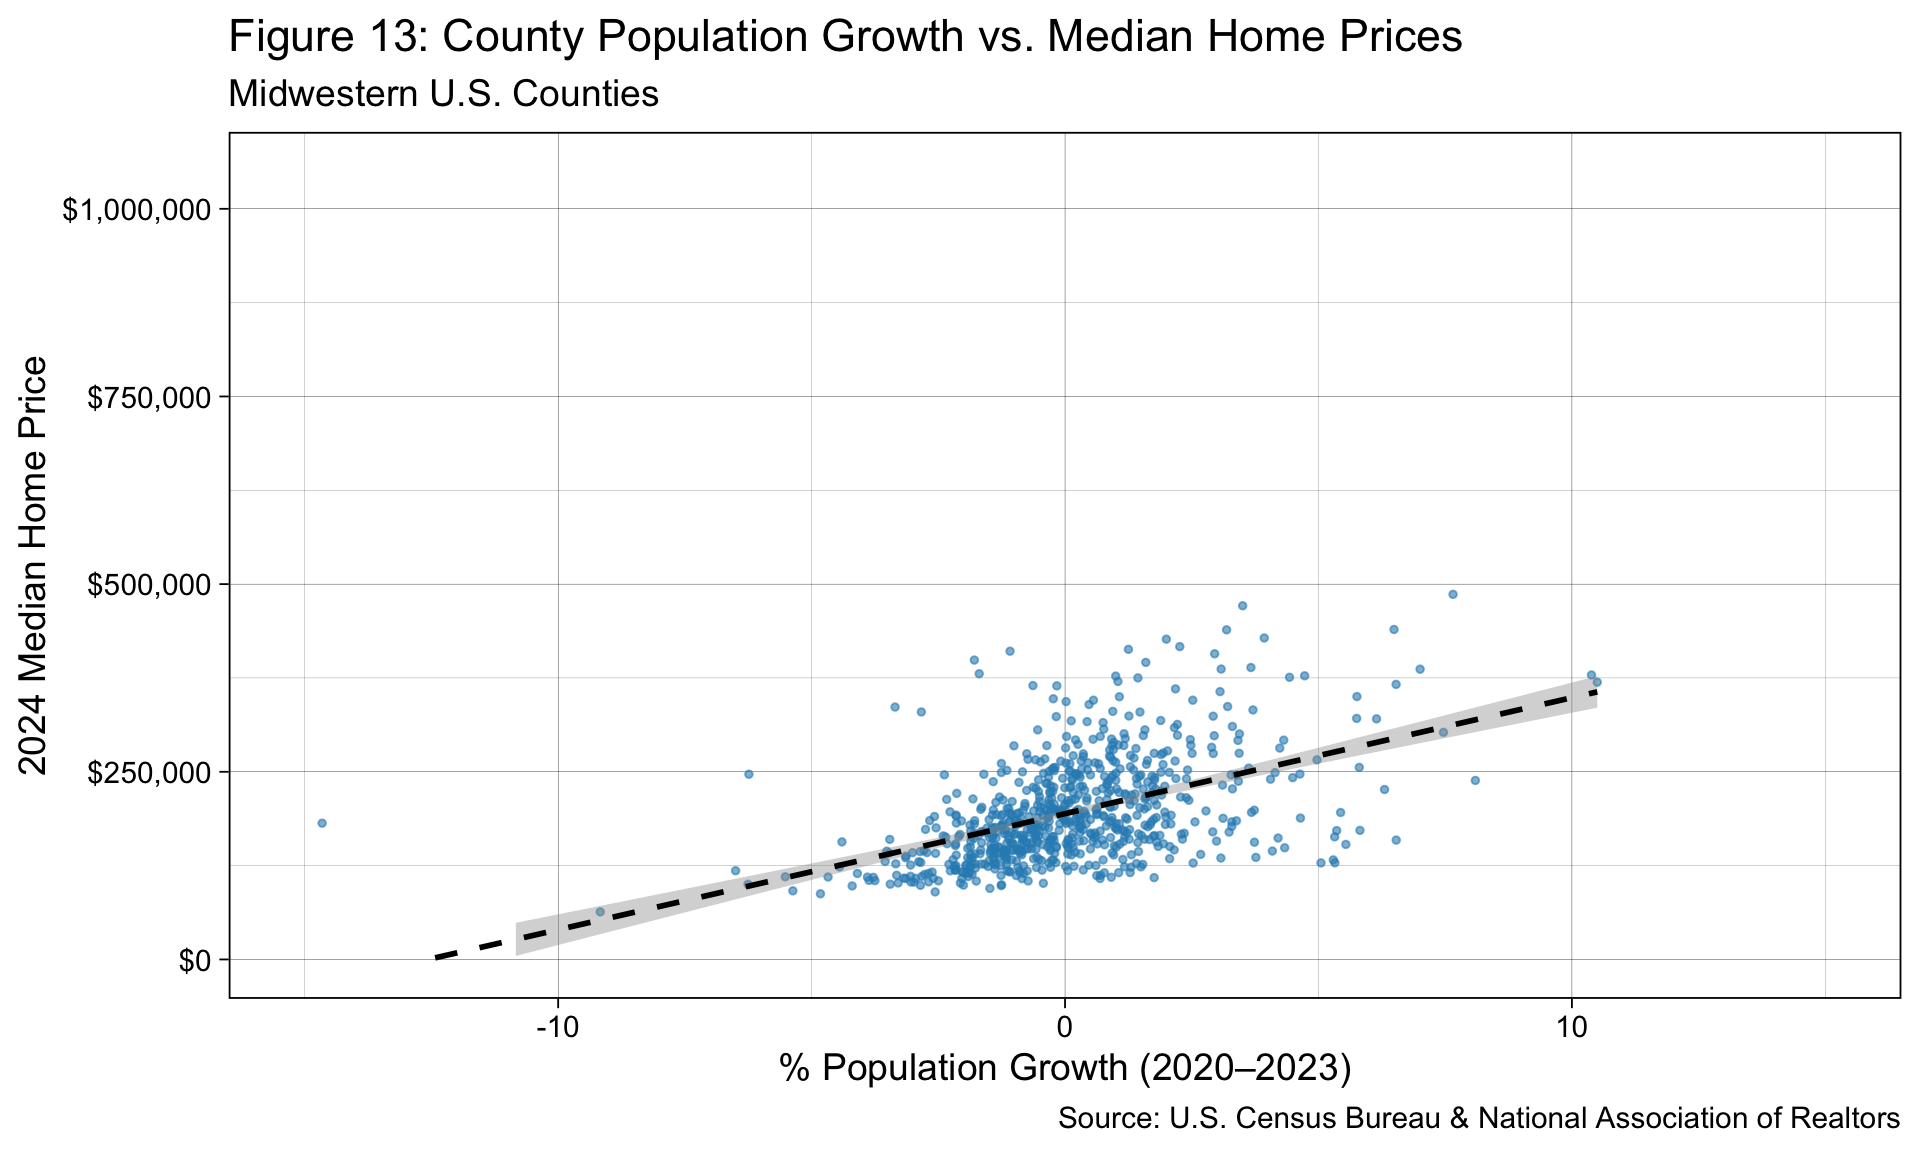 Figure 13: County Population Growth vs. Median Home Prices
Midwestern U.S. Counties
2024 Median Home Price
$1,000,000
$750,000
$500,000
$250,000
$0
-10
0
10
% Population Growth (2020–2023)
Source: U.S. Census Bureau & National Association of Realtors